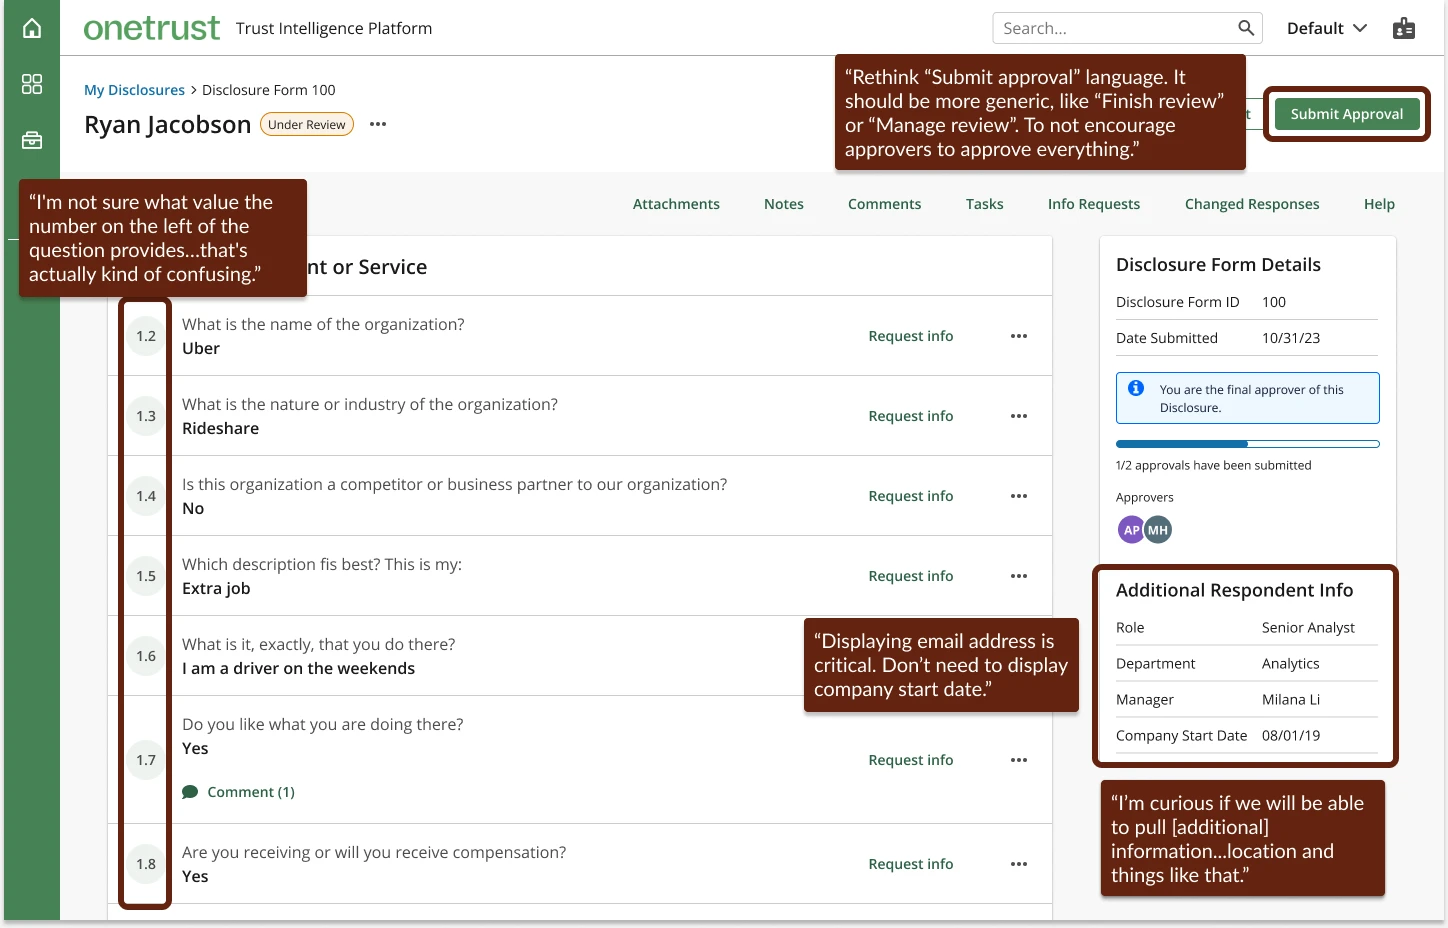 onetrust Trust Intelligence Platform
Search...
Default
My Disclosures > Disclosure Form 100
Ryan Jacobson
Under Review
“Rethink “Submit approval” language. It
should be more generic, like “Finish review”
or “Manage review”. To not encourage
approvers to approve everything.”
t
Submit Approval
“I'm not sure what value the
number on the left of the
question provides...that's
actually kind of confusing.”
Attachments
Notes
Comments
Tasks
Info Requests
Changed Responses
Help
nt or Service
1.2
What is the name of the organization?
Uber
Request info
1.3
What is the nature or industry of the organization?
Rideshare
Request info
1.4
Is this organization a competitor or business partner to our organization?
No
Request info
1.5
Which description fis best? This is my:
Extra job
Request info
1.6
What is it, exactly, that you do there?
I am a driver on the weekends
“Displaying email address is
critical. Don’t need to display
company start date.”
1.7
Do you like what you are doing there?
Yes
Request info
Comment (1)
1.8
Are you receiving or will you receive compensation?
Yes
Request info
Disclosure Form Details
Disclosure Form ID 100
Date Submitted 10/31/23
You are the final approver of this
Disclosure.
1/2 approvals have been submitted
Approvers
AP MH
Additional Respondent Info
Role Senior Analyst
Department Analytics
Manager Milana Li
Company Start Date 08/01/19
“I’m curious if we will be able
to pull [additional]
information...location and
things like that.”